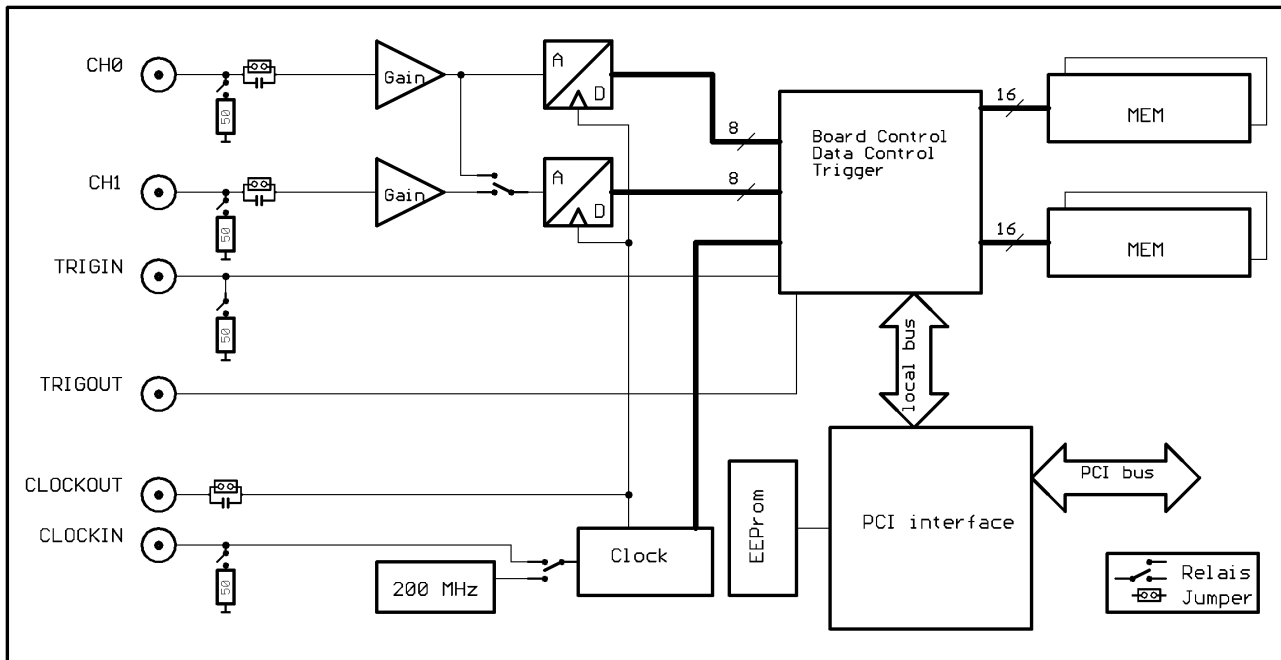 CH0
50
Gain
A
D
8
Board Control
Data Control
Trigger
16
MEM
CH1
50
Gain
A
D
8
16
MEM
TRIGIN
50
TRIGOUT
local bus
CLOCKOUT
CLOCKIN
50
200 MHz
Clock
EEProm
PCI interface
PCI bus
Relais
Jumper